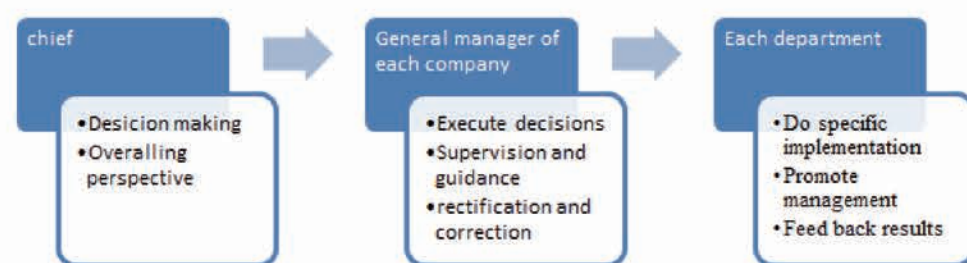 chief
•Desicion making
•Overalling
perspective
General manager of
each company
•Execute decisions
•Supervision and
guidance
•rectification and
correction
Each department
•Do specific
implementation
•Promote
management
•Feed back results